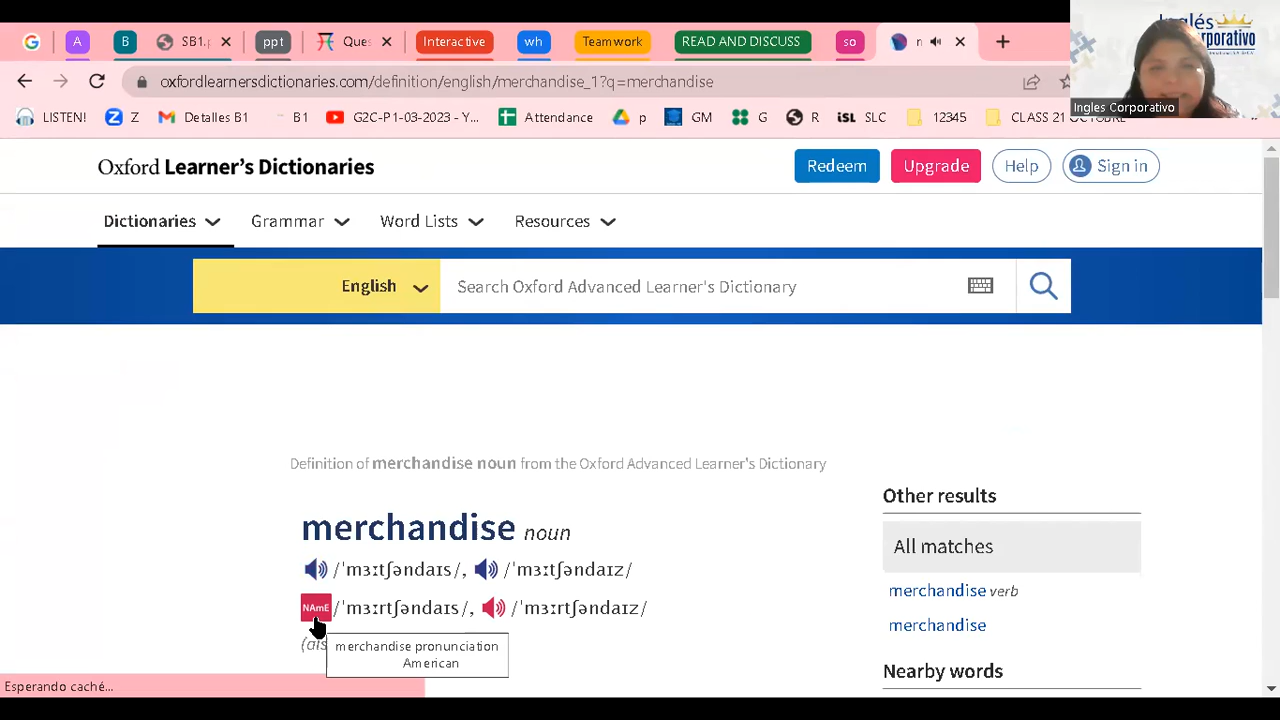 Inglés
Corporativo
A B SB1. ppt Ques Interactive wh Teamwork READ AND DISCUSS so
oxfordlearnersdictionaries.com/definition/english/merchandise_1?q=merchandise
Ingles Corporativo
LISTEN! Z Detalles B1 B1 G2C-P1-03-2023 - Y... Attendance p GM G R iSL SLC 12345 CLASS 21 OCTUBRE
Oxford Learner's Dictionaries Redeem Upgrade Help Sign in
Dictionaries Grammar Word Lists Resources
English Search Oxford Advanced Learner's Dictionary
Definition of merchandise noun from the Oxford Advanced Learner's Dictionary
merchandise noun
/ˈmɜːtʃəndaɪs/, /ˈmɜːtʃəndaɪz/
NAmE /ˈmɜːrtʃəndaɪs/, /ˈmɜːrtʃəndaɪz/
merchandise pronunciation
American
Other results
All matches
merchandise verb
merchandise
Nearby words
Esperando caché...